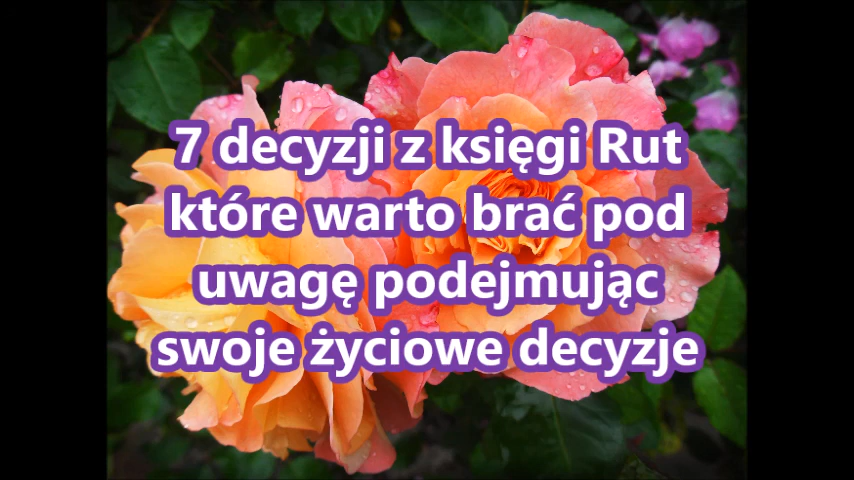 7 decyzji z księgi Rut
które warto brać pod
uwagę podejmując
swoje życiowe decyzje